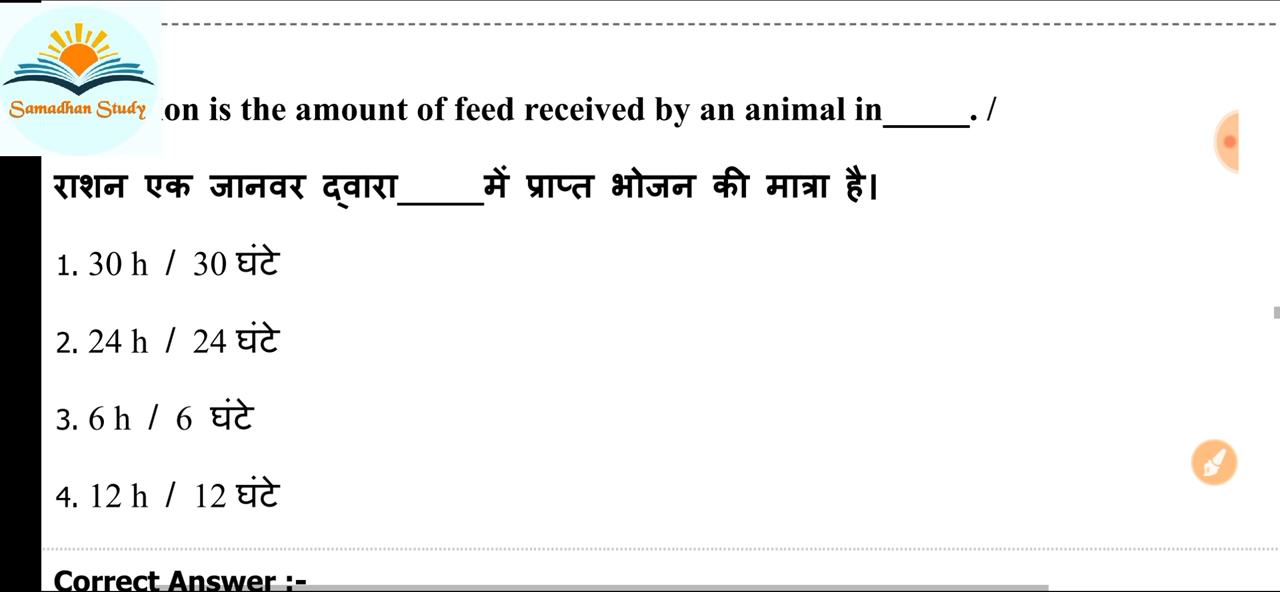 Samadhan Study
on is the amount of feed received by an animal in_____. /
राशन एक जानवर द्वारा_____में प्राप्त भोजन की मात्रा है।
1. 30 h / 30 घंटे
2. 24 h / 24 घंटे
3. 6 h / 6 घंटे
4. 12 h / 12 घंटे
Correct Answer :-